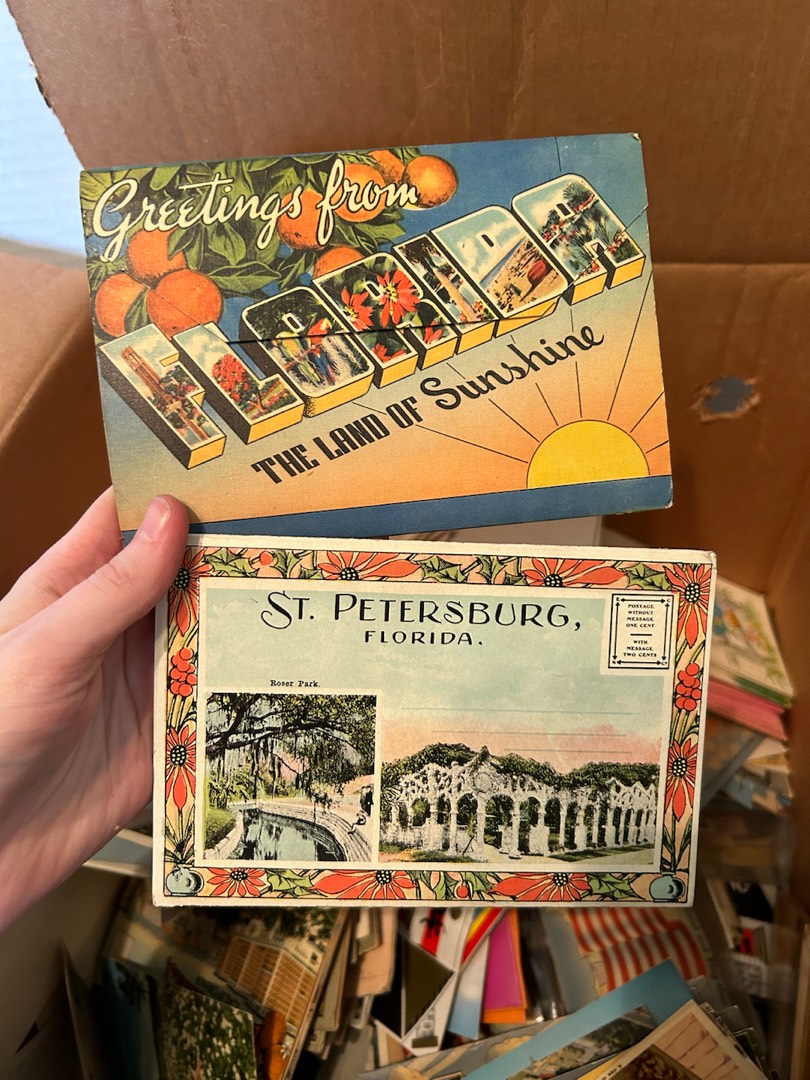 Greetings from
FLORIDA
THE LAND OF Sunshine
ST. PETERSBURG,
FLORIDA.
POSTAGE
WITHOUT
MESSAGE
ONE CENT
WITH
MESSAGE
TWO CENTS
Roser Park.